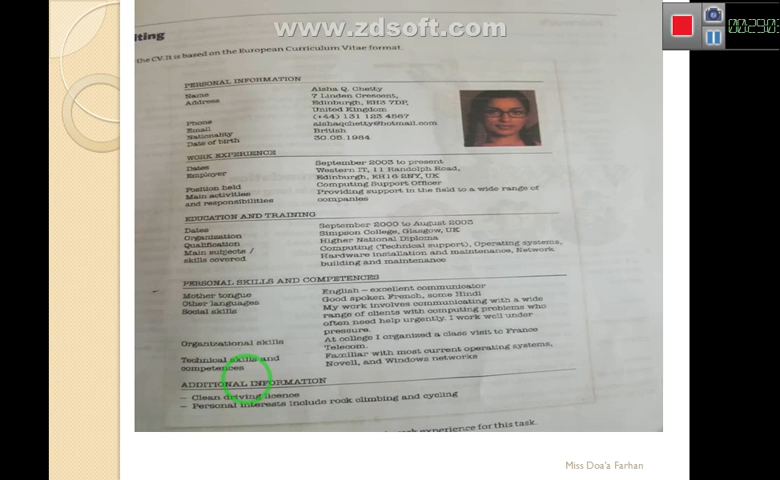 www.zdsoft.com
00:29:0
iting
the CV. It is based on the European Curriculum Vitae format.
PERSONAL INFORMATION
Name Aisha Q. Chetty
Address 7 Linden Crescent,
Edinburgh, EH3 7DP,
United Kingdom
Phone (+44) 131 123 4567
Email aishaqchetty@hotmail.com
Nationality British
Date of birth 30.05.1984
WORK EXPERIENCE
Dates September 2003 to present
Employer Western IT, 11 Randolph Road,
Edinburgh, EH16 2NY, UK
Position held Computing Support Officer
Main activities Providing support in the field to a wide range of
and responsibilities companies
EDUCATION AND TRAINING
Dates September 2000 to August 2003
Organization Simpson College, Glasgow, UK
Qualification Higher National Diploma
Main subjects / Computing (Technical support), Operating systems,
skills covered Hardware installation and maintenance, Network
building and maintenance
PERSONAL SKILLS AND COMPETENCES
Mother tongue English – excellent communicator
Other languages Good spoken French, some Hindi
Social skills My work involves communicating with a wide
range of clients with computing problems who
often need help urgently. I work well under
pressure.
Organizational skills At college I organized a class visit to France
Telecom.
Technical skills and Familiar with most current operating systems,
competences Novell, and Windows networks
ADDITIONAL INFORMATION
– Clean driving licence
– Personal interests include rock climbing and cycling
experience for this task.
Miss Doa'a Farhan